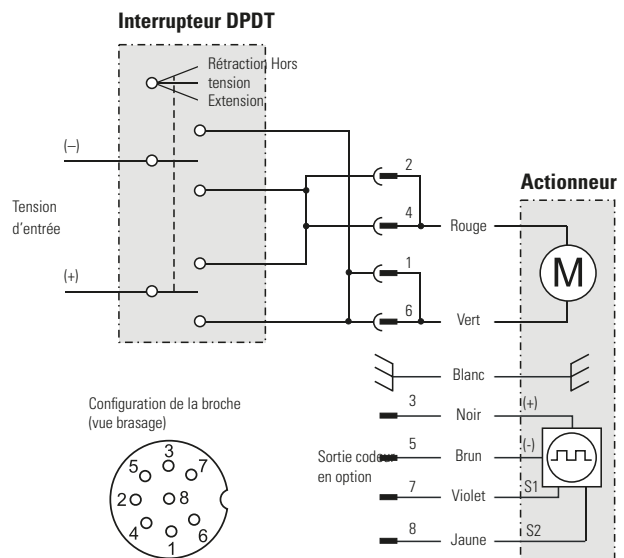 Interrupteur DPDT
Rétraction Hors
tension
Extension
(–)
Tension
d'entrée
(+)
2
4
1
6
Rouge
Vert
Actionneur
M
Blanc
Configuration de la broche
(vue brasage)
3
5
7
2
8
4
6
1
Sortie codeur
en option
3
Noir
(+)
5
Brun
(-)
7
Violet
S1
8
Jaune
S2